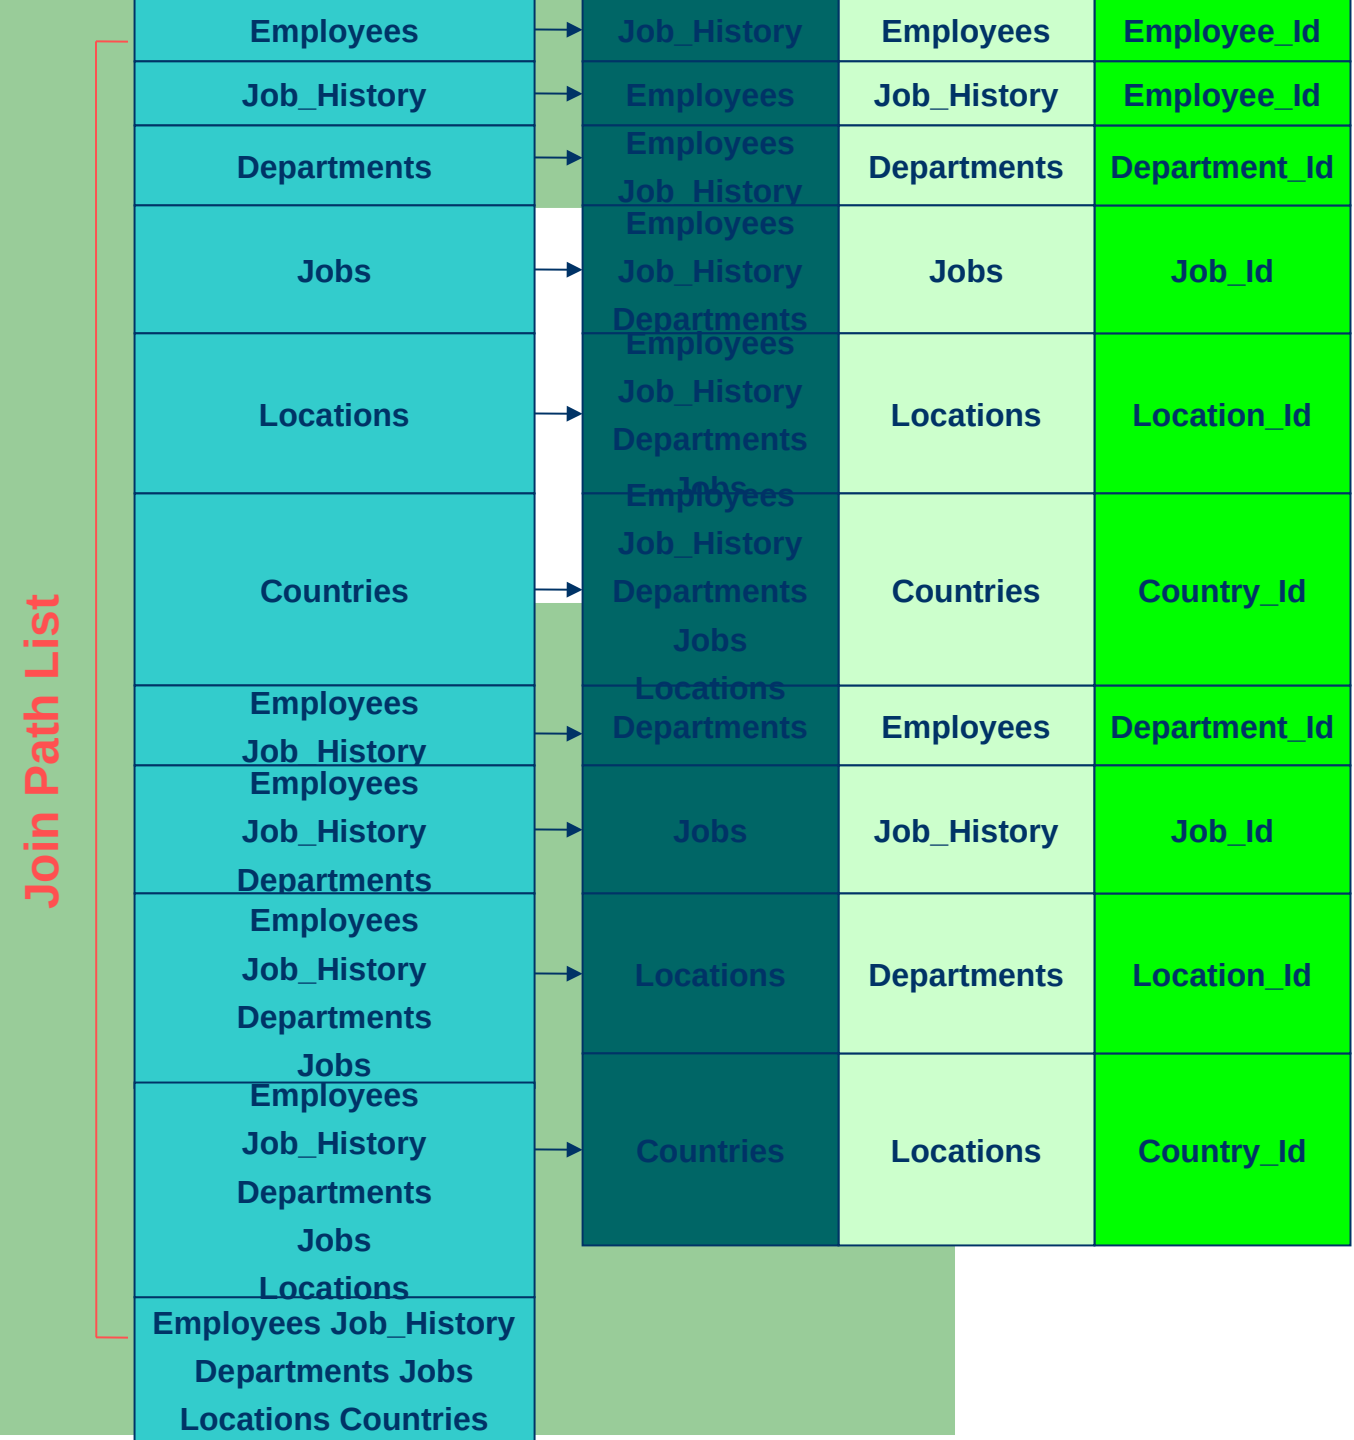 Join Path List
Employees
Job_History
Employees
Employee_Id
Job_History
Employees
Job_History
Employee_Id
Departments
Employees
Job_History
Departments
Department_Id
Jobs
Employees
Job_History
Departments
Jobs
Job_Id
Locations
Employees
Job_History
Departments
Jobs
Locations
Location_Id
Countries
Employees
Job_History
Departments
Jobs
Locations
Countries
Country_Id
Employees
Job_History
Departments
Employees
Department_Id
Employees
Job_History
Departments
Jobs
Job_History
Job_Id
Employees
Job_History
Departments
Jobs
Locations
Departments
Location_Id
Employees
Job_History
Departments
Jobs
Locations
Countries
Locations
Country_Id
Employees Job_History
Departments Jobs
Locations Countries